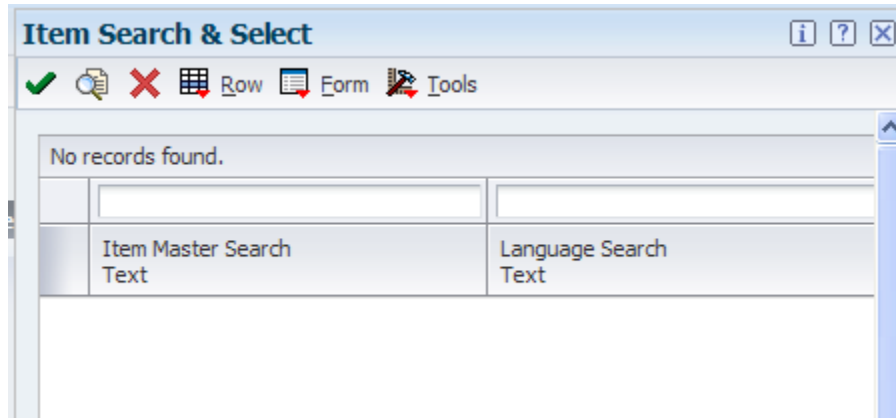 Item Search & Select
Row Form Tools
No records found.
Item Master Search Language Search
Text Text